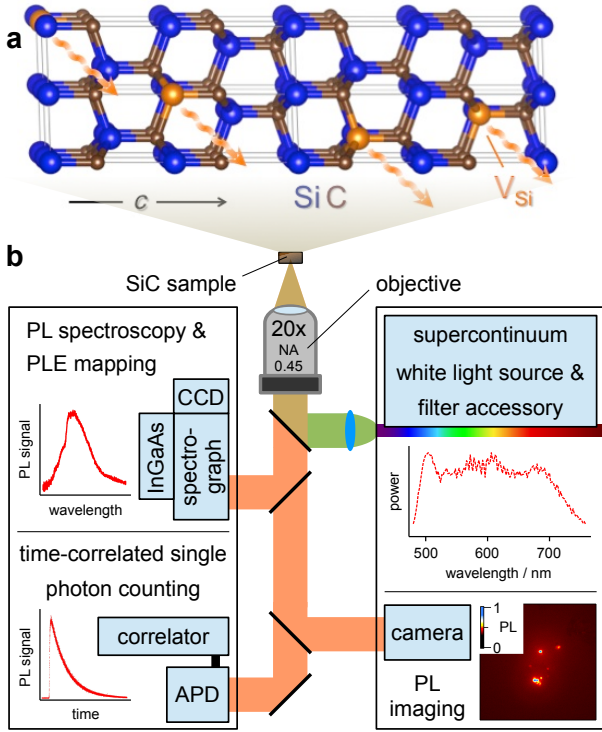 a
c
Si C
V_Si
b
SiC sample
objective
20x
NA
0.45
PL spectroscopy &
PLE mapping
CCD
InGaAs
spectro-
graph
PL signal
wavelength
supercontinuum
white light source &
filter accessory
power
500
600
700
wavelength / nm
time-correlated single
photon counting
correlator
APD
PL signal
time
camera
1
PL
0
PL
imaging